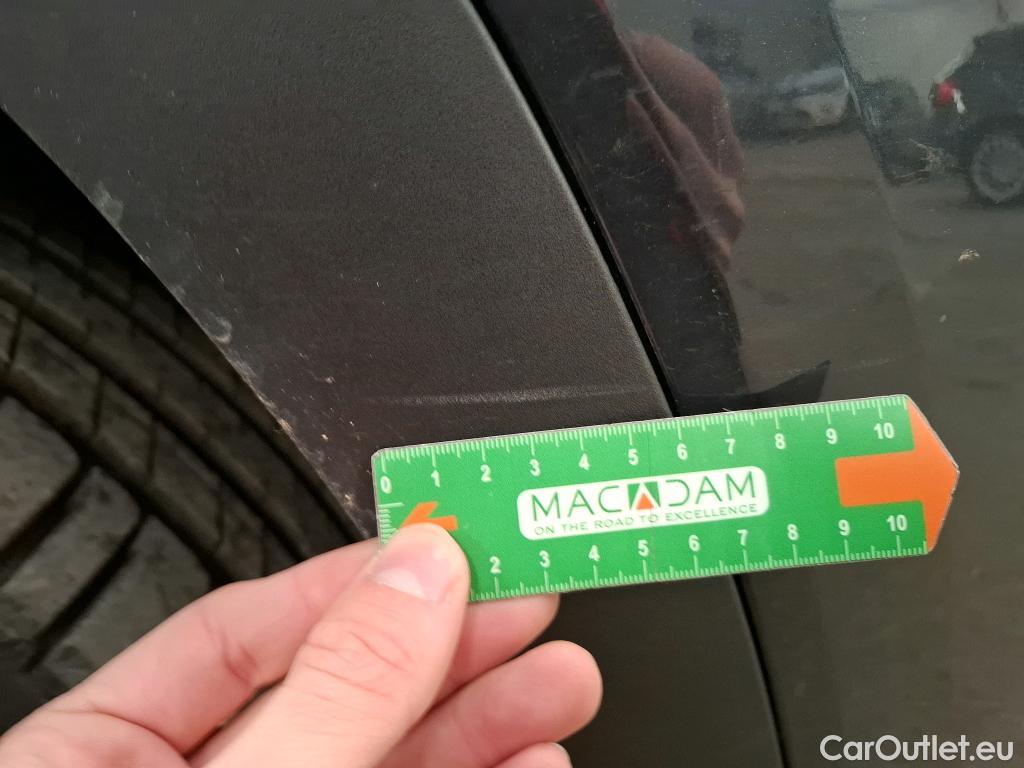 0 1 2 3 4 5 6 7 8 9 10
MACADAM
ON THE ROAD TO EXCELLENCE
2 3 4 5 6 7 8 9 10
CarOutlet.eu